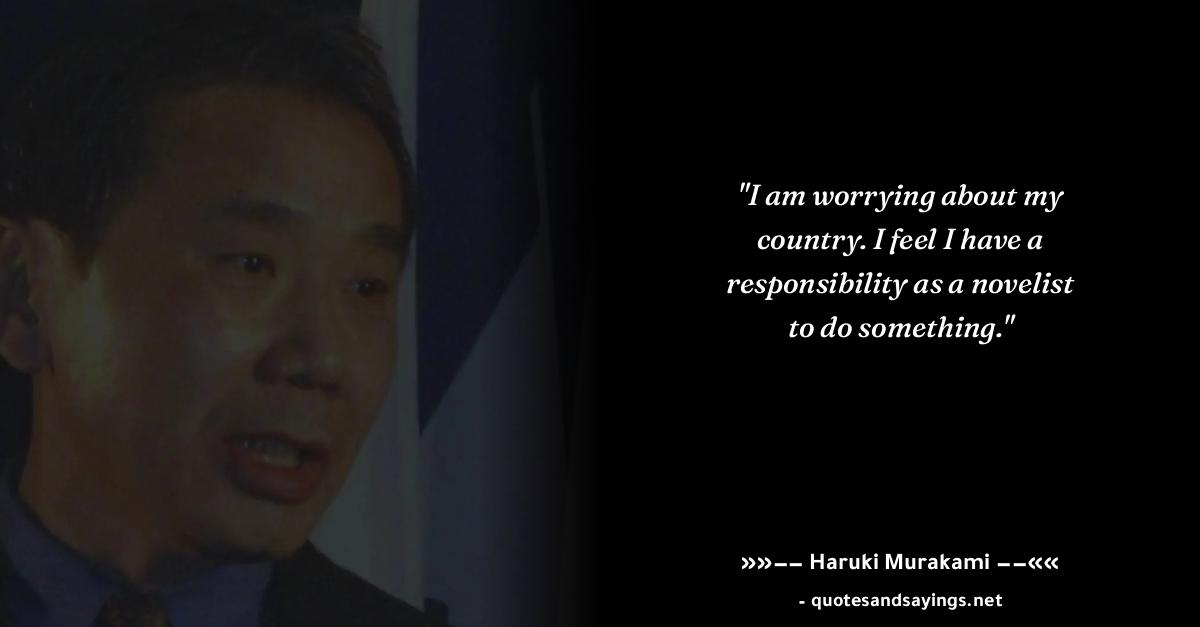 "I am worrying about my
country. I feel I have a
responsibility as a novelist
to do something."
»»−− Haruki Murakami −−««
- quotesandsayings.net